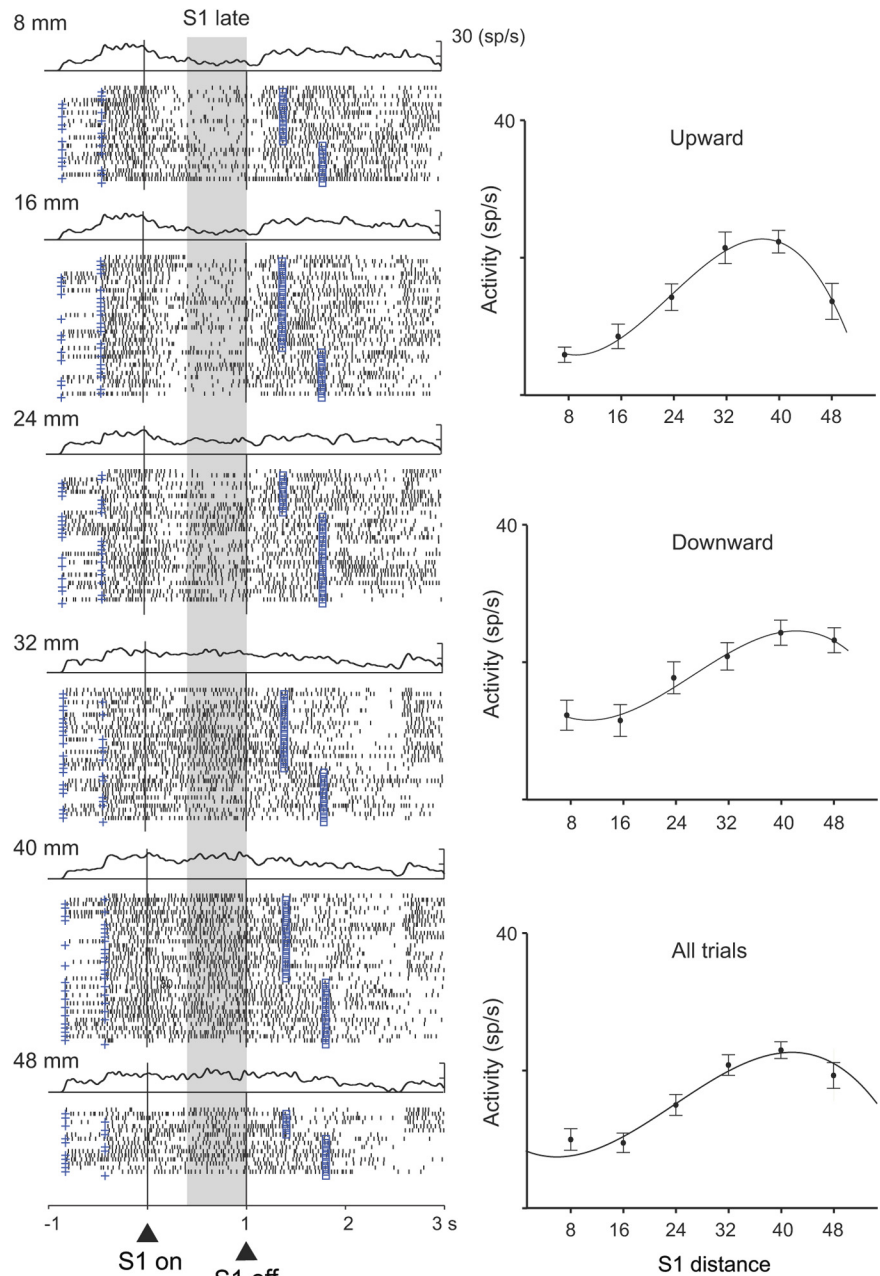 8 mm
S1 late
30 (sp/s)
16 mm
24 mm
32 mm
40 mm
48 mm
-1
1
2
3 s
S1 on
S1 off
40
Upward
Activity (sp/s)
8 16 24 32 40 48
40
Downward
Activity (sp/s)
8 16 24 32 40 48
40
All trials
Activity (sp/s)
8 16 24 32 40 48
S1 distance